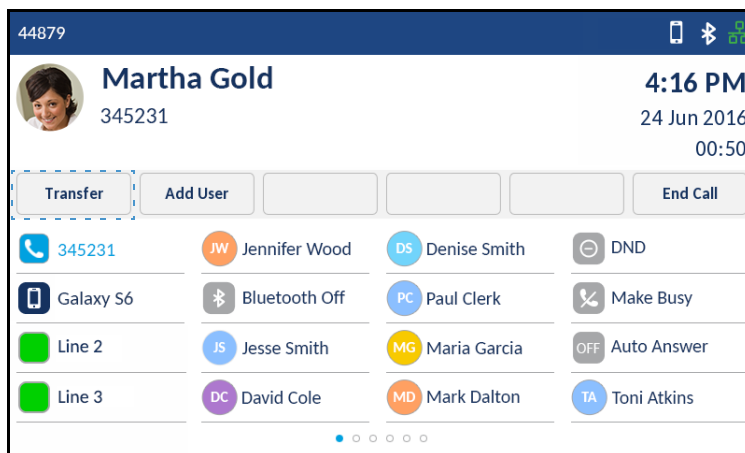 44879
Martha Gold
345231
4:16 PM
24 Jun 2016
00:50
Transfer Add User End Call
345231 JW Jennifer Wood DS Denise Smith DND
Galaxy S6 Bluetooth Off PC Paul Clerk Make Busy
Line 2 JS Jesse Smith MG Maria Garcia OFF Auto Answer
Line 3 DC David Cole MD Mark Dalton TA Toni Atkins